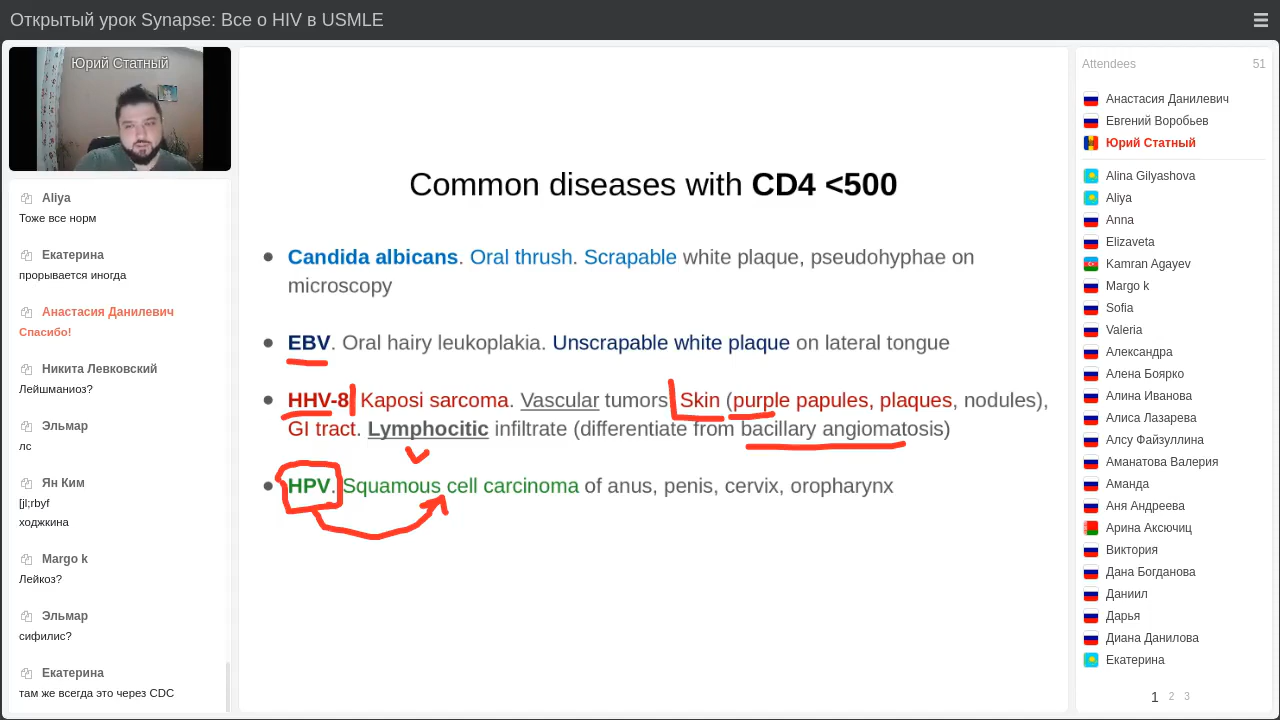 Открытый урок Synapse: Все о HIV в USMLE
Юрий Статный
Aliya
Тоже все норм
Екатерина
прорывается иногда
Анастасия Данилевич
Спасибо!
Никита Левковский
Лейшманиоз?
Эльмар
лс
Ян Ким
[jl;rbyf
ходжкина
Margo k
Лейкоз?
Эльмар
сифилис?
Екатерина
там же всегда это через CDC
Common diseases with CD4 <500
Candida albicans. Oral thrush. Scrapable white plaque, pseudohyphae on
microscopy
EBV. Oral hairy leukoplakia. Unscrapable white plaque on lateral tongue
HHV-8 Kaposi sarcoma. Vascular tumors. Skin (purple papules, plaques, nodules),
GI tract. Lymphocitic infiltrate (differentiate from bacillary angiomatosis)
HPV. Squamous cell carcinoma of anus, penis, cervix, oropharynx
Attendees 51
Анастасия Данилевич
Евгений Воробьев
Юрий Статный
Alina Gilyashova
Aliya
Anna
Elizaveta
Kamran Agayev
Margo k
Sofia
Valeria
Александра
Алена Боярко
Алина Иванова
Алиса Лазарева
Алсу Файзуллина
Аманатова Валерия
Аманда
Аня Андреева
Арина Аксючиц
Виктория
Дана Богданова
Даниил
Дарья
Диана Данилова
Екатерина
1 2 3